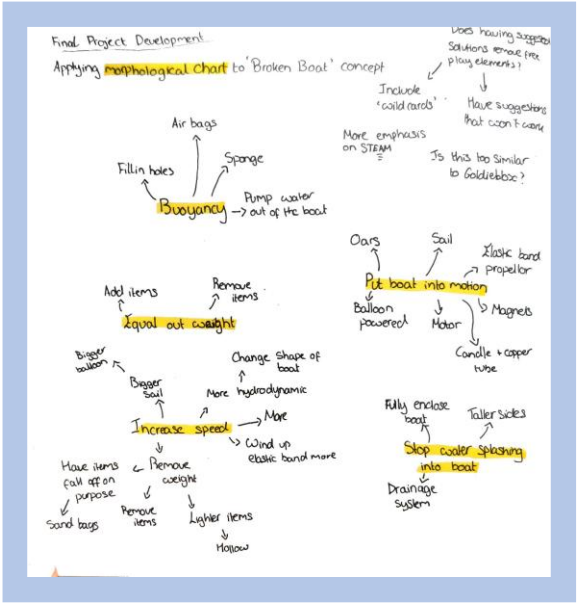 Final Project Development
Applying morphological chart to 'Broken Boat' concept
Does having suggested
solutions remove free
play elements?
Include
'wild cards'
Have suggestions
that won't work
More emphasis
on STEAM
Is this too similar
to Goldiebbox?
Air bags
Fill in holes
Sponge
Buoyancy
Pump water
out of the boat
Oars
Sail
Elastic band
propellor
Put boat into motion
Balloon
powered
Motor
Magnets
Candle + copper
tube
Add items
Remove
items
Equal out weight
Bigger
balloon
Bigger
sail
Change shape of
boat
More hydrodynamic
Increase speed
More
Wind up
elastic band more
Have items
fall off on
purpose
Remove
weight
Sand bags
Remove
items
Lighter items
Hollow
Fully enclose
boat
Taller sides
Stop water splashing
into boat
Drainage
system